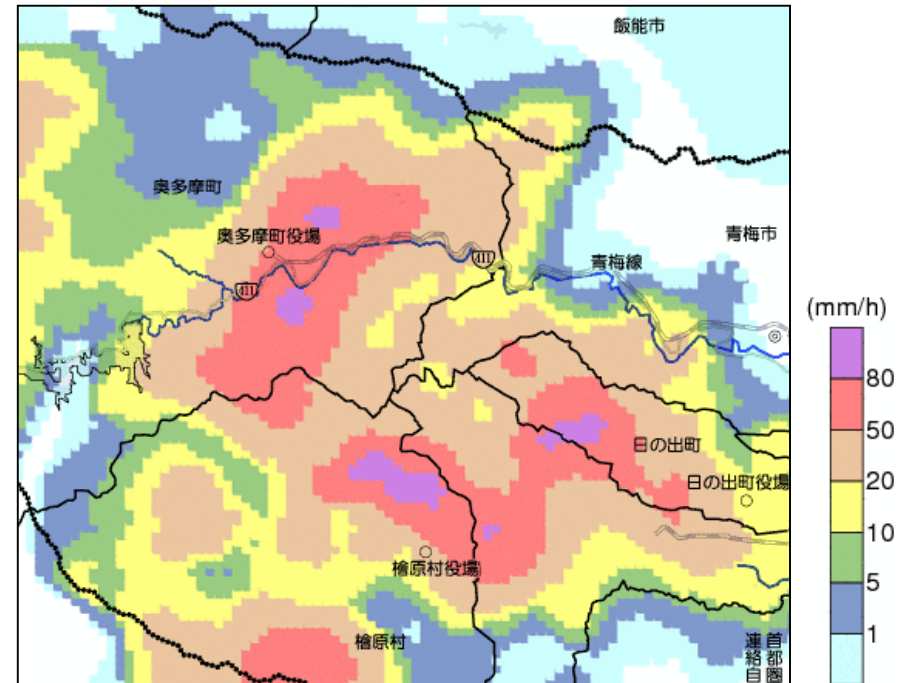 飯能市
奥多摩町
奥多摩町役場
青梅市
411
青梅線
411
(mm/h)
80
50
日の出町
20
日の出町役場
10
檜原村役場
5
檜原村
1
首都圏
連絡自